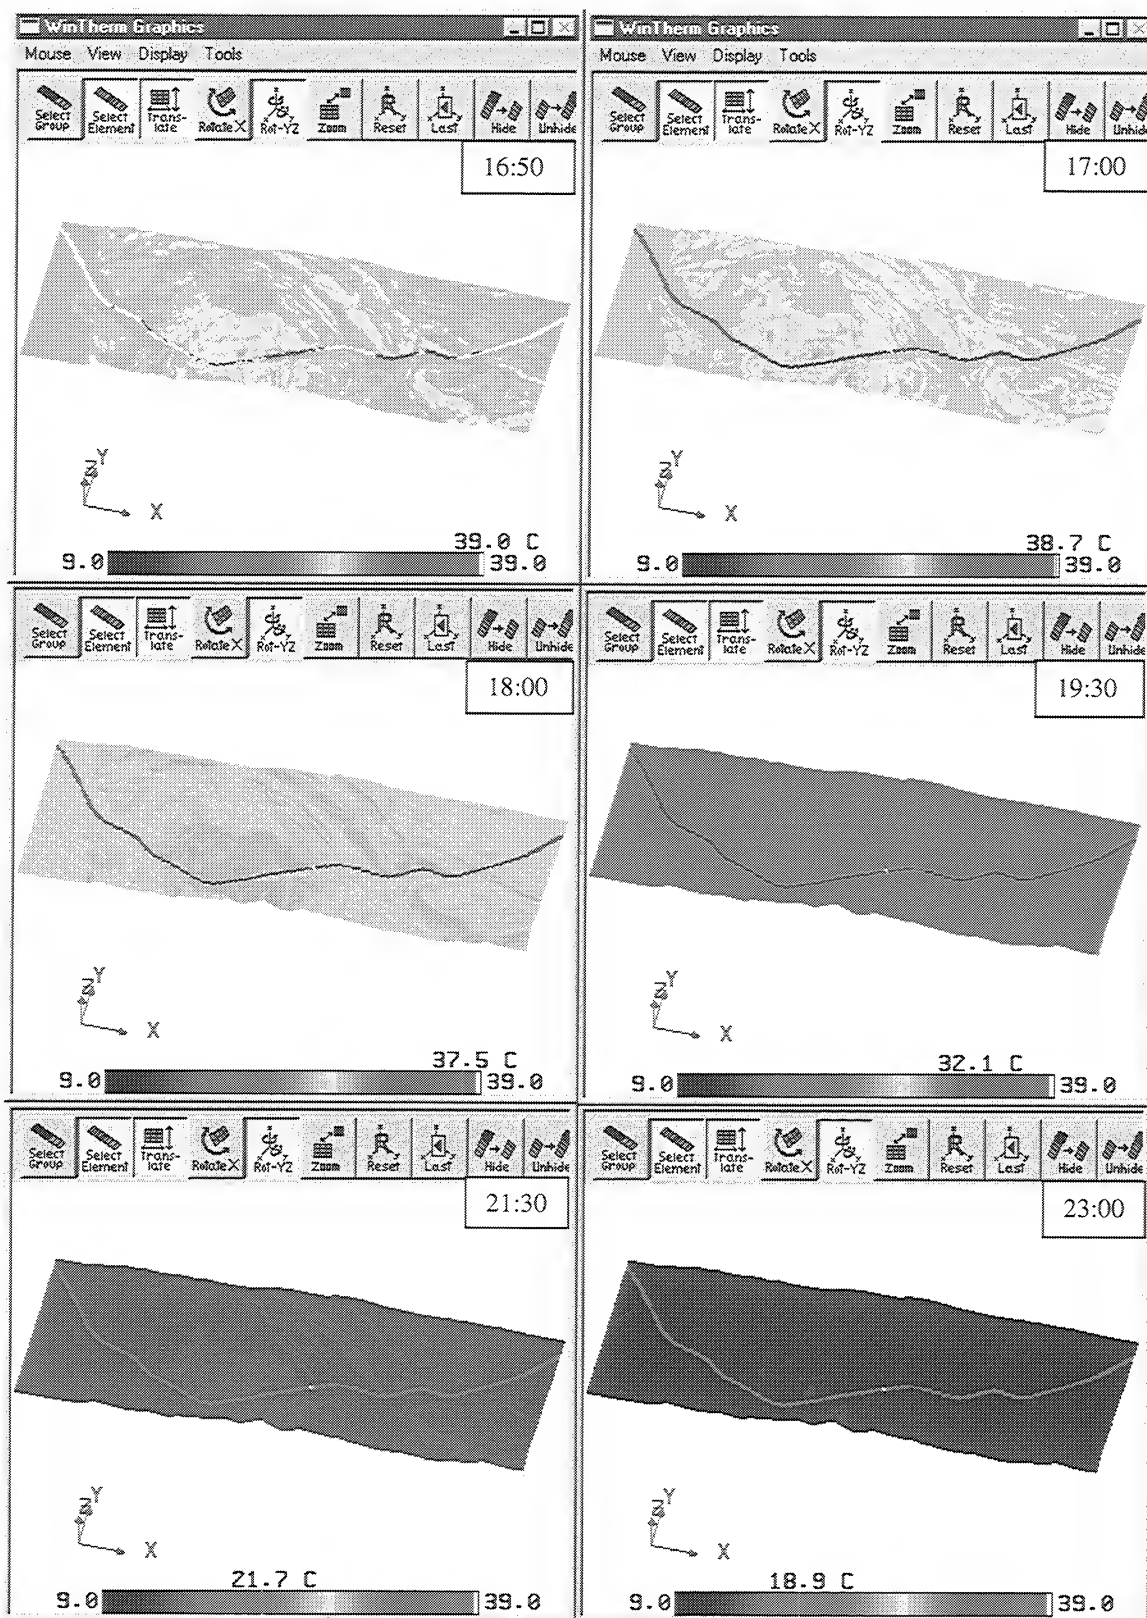 WinTherm Graphics
Mouse View Display Tools
Select Group Select Element Trans-late Rotate X Rot-YZ Zoom Reset Last Hide Unhide
16:50
Z Y
X
39.0 C
9.0 39.0
WinTherm Graphics
Mouse View Display Tools
Select Group Select Element Trans-late Rotate X Rot-YZ Zoom Reset Last Hide Unhide
17:00
Z Y
X
38.7 C
9.0 39.0
Select Group Select Element Trans-late Rotate X Rot-YZ Zoom Reset Last Hide Unhide
18:00
Z Y
X
37.5 C
9.0 39.0
Select Group Select Element Trans-late Rotate X Rot-YZ Zoom Reset Last Hide Unhide
19:30
Z Y
X
32.1 C
9.0 39.0
Select Group Select Element Trans-late Rotate X Rot-YZ Zoom Reset Last Hide Unhide
21:30
Z Y
X
21.7 C
9.0 39.0
Select Group Select Element Trans-late Rotate X Rot-YZ Zoom Reset Last Hide Unhide
23:00
Z Y
X
18.9 C
9.0 39.0